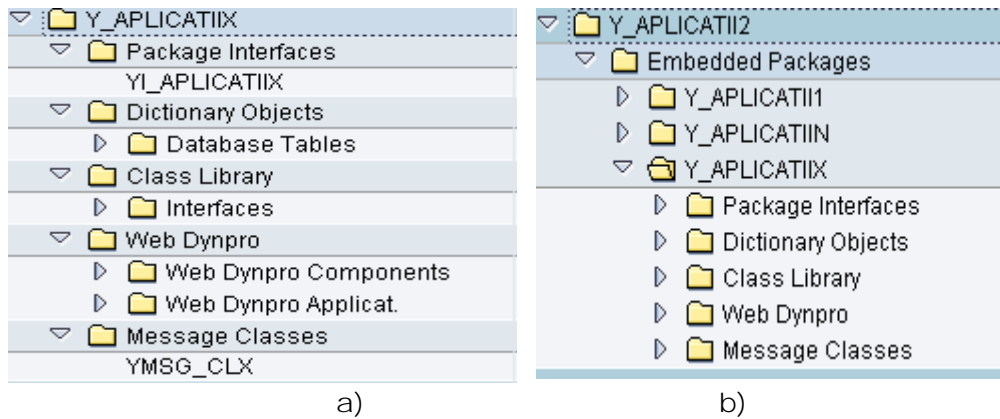 Y_APLICATIIX
Package Interfaces
YI_APLICATIIX
Dictionary Objects
Database Tables
Class Library
Interfaces
Web Dynpro
Web Dynpro Components
Web Dynpro Applicat.
Message Classes
YMSG_CLX
a)
Y_APLICATII2
Embedded Packages
Y_APLICATII1
Y_APLICATIIN
Y_APLICATIIX
Package Interfaces
Dictionary Objects
Class Library
Web Dynpro
Message Classes
b)